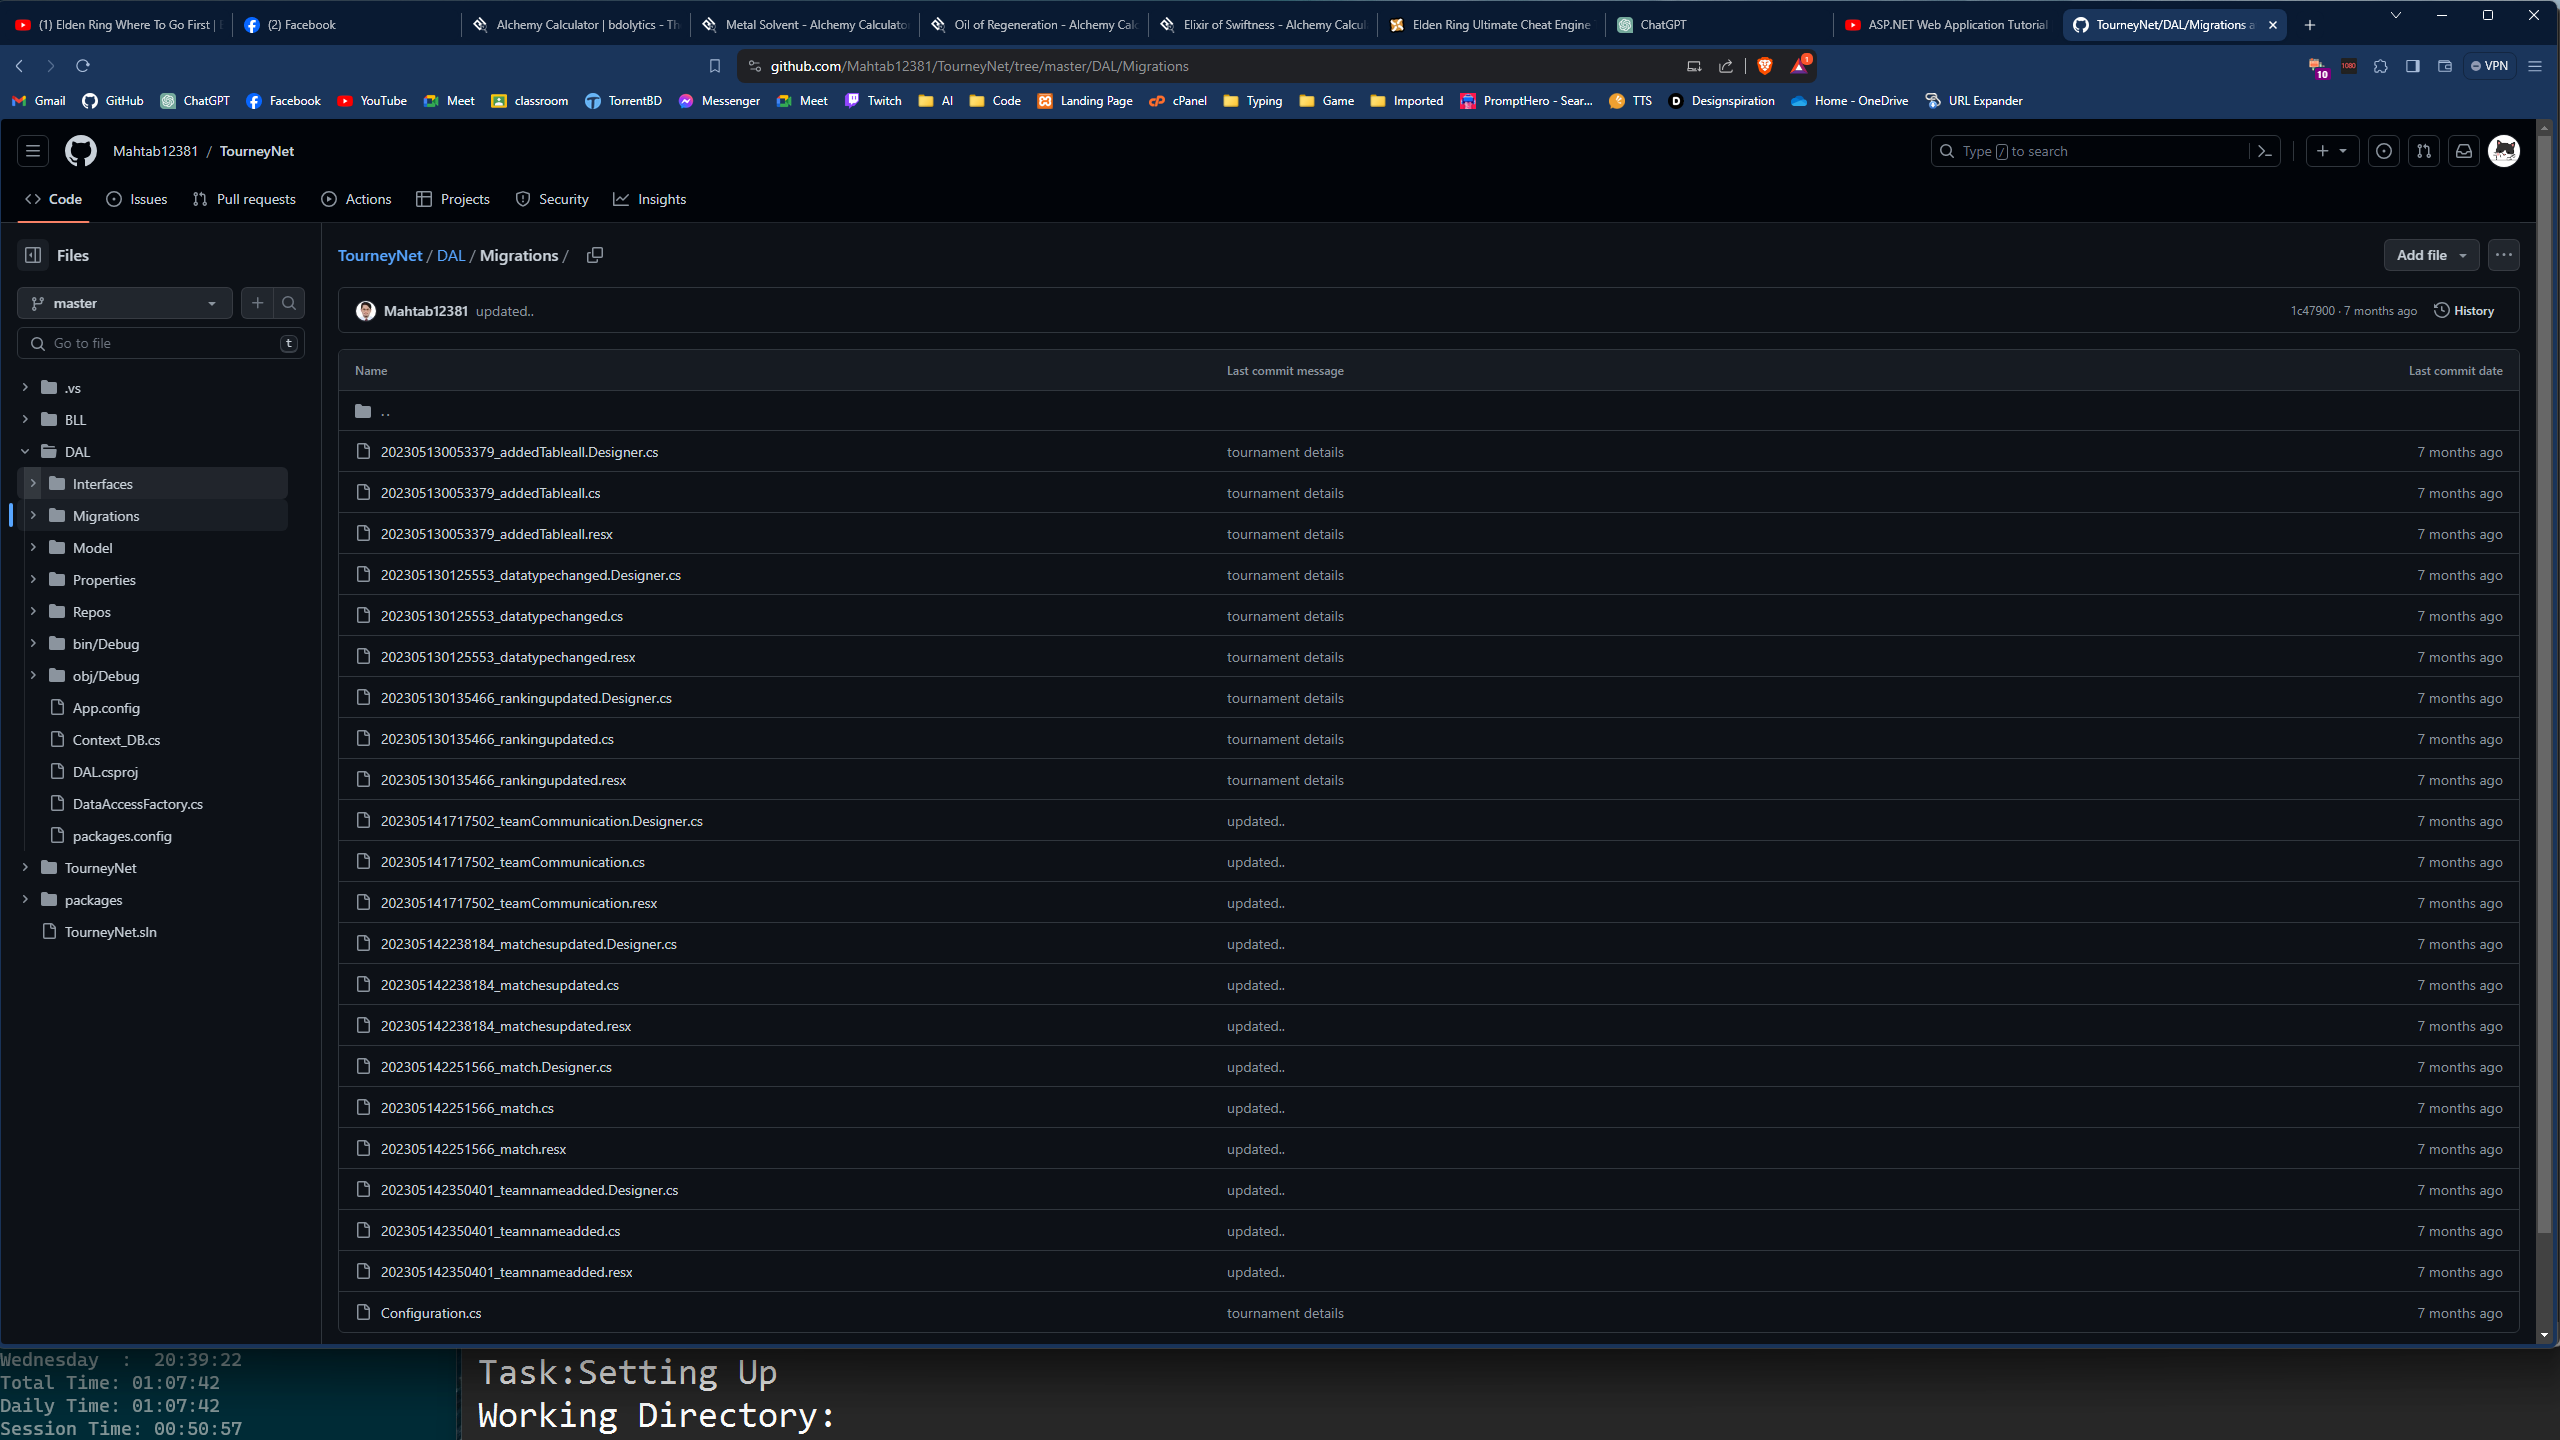 (1) Elden Ring Where To Go First |
(2) Facebook
Alchemy Calculator | bdolytics - Th
Metal Solvent - Alchemy Calculato
Oil of Regeneration - Alchemy Calc
Elixir of Swiftness - Alchemy Calcul
Elden Ring Ultimate Cheat Engine
ChatGPT
ASP.NET Web Application Tutorial
TourneyNet/DAL/Migrations a
github.com/Mahtab12381/TourneyNet/tree/master/DAL/Migrations
1
10
1080
VPN
Gmail
GitHub
ChatGPT
Facebook
YouTube
Meet
classroom
TorrentBD
Messenger
Meet
Twitch
AI
Code
Landing Page
cPanel
Typing
Game
Imported
PromptHero - Sear...
TTS
Designspiration
Home - OneDrive
URL Expander
Mahtab12381 / TourneyNet
Type / to search
Code
Issues
Pull requests
Actions
Projects
Security
Insights
Files
master
Go to file
t
.vs
BLL
DAL
Interfaces
Migrations
Model
Properties
Repos
bin/Debug
obj/Debug
App.config
Context_DB.cs
DAL.csproj
DataAccessFactory.cs
packages.config
TourneyNet
packages
TourneyNet.sln
TourneyNet / DAL / Migrations /
Add file
Mahtab12381 updated..
1c47900 · 7 months ago
History
Name Last commit message Last commit date
..
202305130053379_addedTableall.Designer.cs tournament details 7 months ago
202305130053379_addedTableall.cs tournament details 7 months ago
202305130053379_addedTableall.resx tournament details 7 months ago
202305130125553_datatypechanged.Designer.cs tournament details 7 months ago
202305130125553_datatypechanged.cs tournament details 7 months ago
202305130125553_datatypechanged.resx tournament details 7 months ago
202305130135466_rankingupdated.Designer.cs tournament details 7 months ago
202305130135466_rankingupdated.cs tournament details 7 months ago
202305130135466_rankingupdated.resx tournament details 7 months ago
202305141717502_teamCommunication.Designer.cs updated.. 7 months ago
202305141717502_teamCommunication.cs updated.. 7 months ago
202305141717502_teamCommunication.resx updated.. 7 months ago
202305142238184_matchesupdated.Designer.cs updated.. 7 months ago
202305142238184_matchesupdated.cs updated.. 7 months ago
202305142238184_matchesupdated.resx updated.. 7 months ago
202305142251566_match.Designer.cs updated.. 7 months ago
202305142251566_match.cs updated.. 7 months ago
202305142251566_match.resx updated.. 7 months ago
202305142350401_teamnameadded.Designer.cs updated.. 7 months ago
202305142350401_teamnameadded.cs updated.. 7 months ago
202305142350401_teamnameadded.resx updated.. 7 months ago
Configuration.cs tournament details 7 months ago
Wednesday : 20:39:22
Total Time: 01:07:42
Daily Time: 01:07:42
Session Time: 00:50:57
Task:Setting Up
Working Directory: